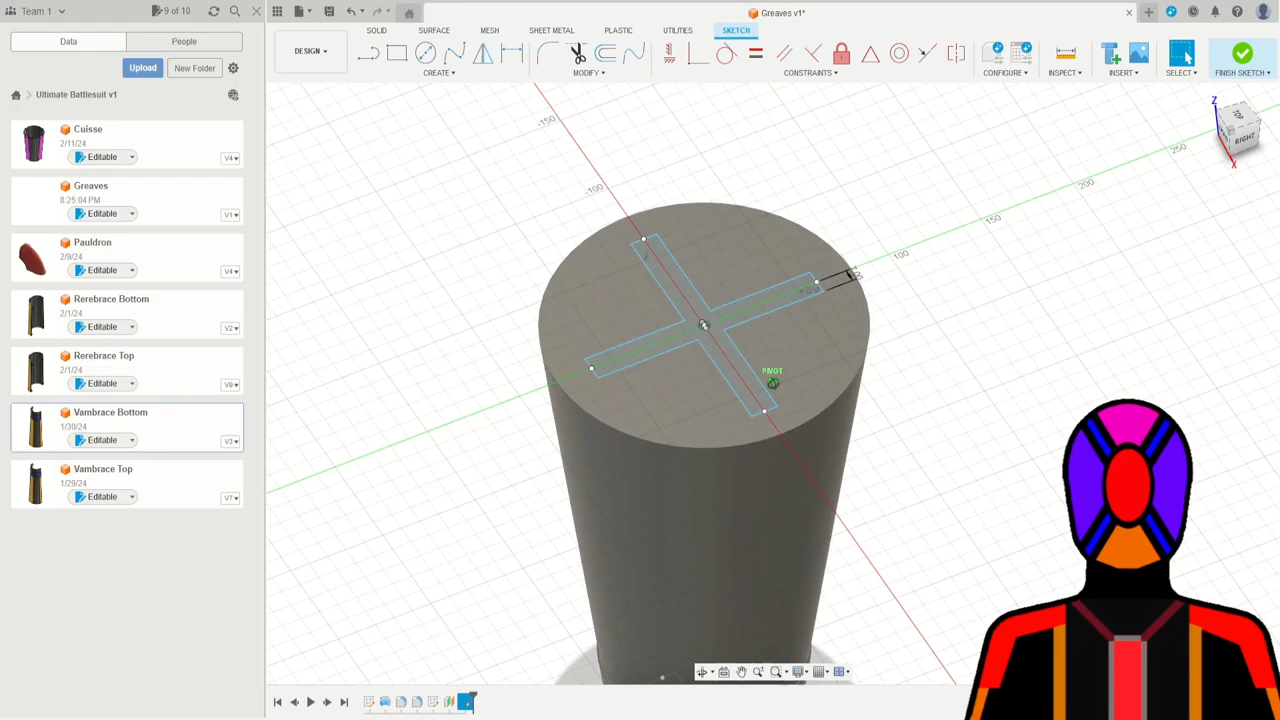 Team 1
9 of 10
Greaves v1*
Data
People
Upload
New Folder
Ultimate Battlesuit v1
Cuisse
2/11/24
Editable
V4
Greaves
8:25:04 PM
Editable
V1
Pauldron
2/9/24
Editable
V4
Rerebrace Bottom
2/1/24
Editable
V2
Rerebrace Top
2/1/24
Editable
V9
Vambrace Bottom
1/30/24
Editable
V3
Vambrace Top
1/29/24
Editable
V7
DESIGN
SOLID
SURFACE
MESH
SHEET METAL
PLASTIC
UTILITIES
SKETCH
CREATE
MODIFY
CONSTRAINTS
CONFIGURE
INSPECT
INSERT
SELECT
FINISH SKETCH
-150
-100
100
150
200
250
PIVOT
Z
TOP
RIGHT
X